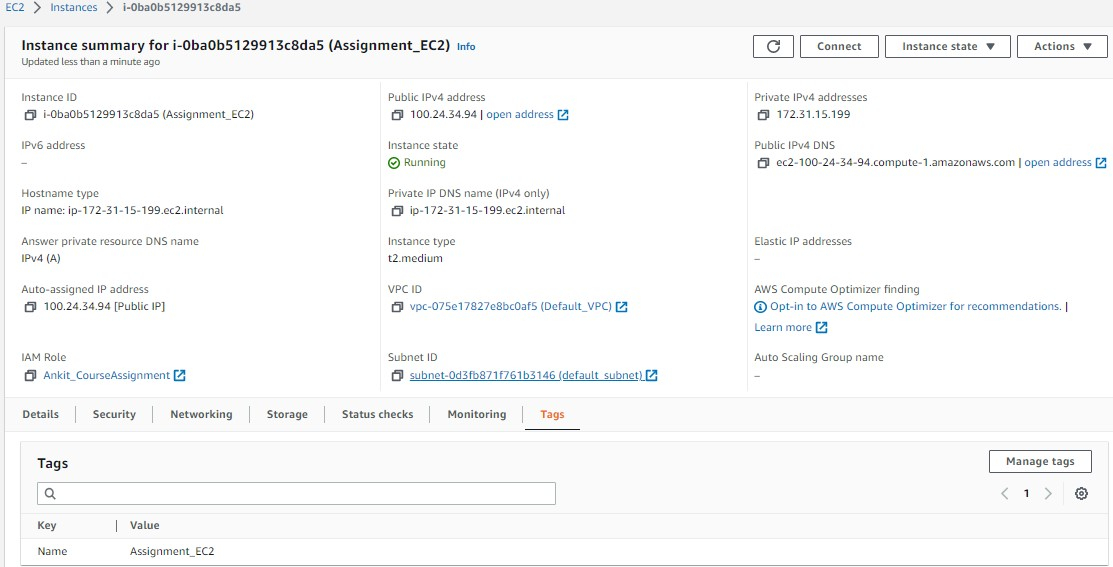 EC2 > Instances > i-0ba0b5129913c8da5
Instance summary for i-0ba0b5129913c8da5 (Assignment_EC2) Info
Updated less than a minute ago
Connect
Instance state
Actions
Instance ID
i-0ba0b5129913c8da5 (Assignment_EC2)
Public IPv4 address
100.24.34.94 | open address
Private IPv4 addresses
172.31.15.199
IPv6 address
–
Instance state
Running
Public IPv4 DNS
ec2-100-24-34-94.compute-1.amazonaws.com | open address
Hostname type
IP name: ip-172-31-15-199.ec2.internal
Private IP DNS name (IPv4 only)
ip-172-31-15-199.ec2.internal
Answer private resource DNS name
IPv4 (A)
Instance type
t2.medium
Elastic IP addresses
–
Auto-assigned IP address
100.24.34.94 [Public IP]
VPC ID
vpc-075e17827e8bc0af5 (Default_VPC)
AWS Compute Optimizer finding
Opt-in to AWS Compute Optimizer for recommendations. |
Learn more
IAM Role
Ankit_CourseAssignment
Subnet ID
subnet-0d3fb871f761b3146 (default_subnet)
Auto Scaling Group name
–
Details
Security
Networking
Storage
Status checks
Monitoring
Tags
Tags
Manage tags
1
Key
Value
Name
Assignment_EC2